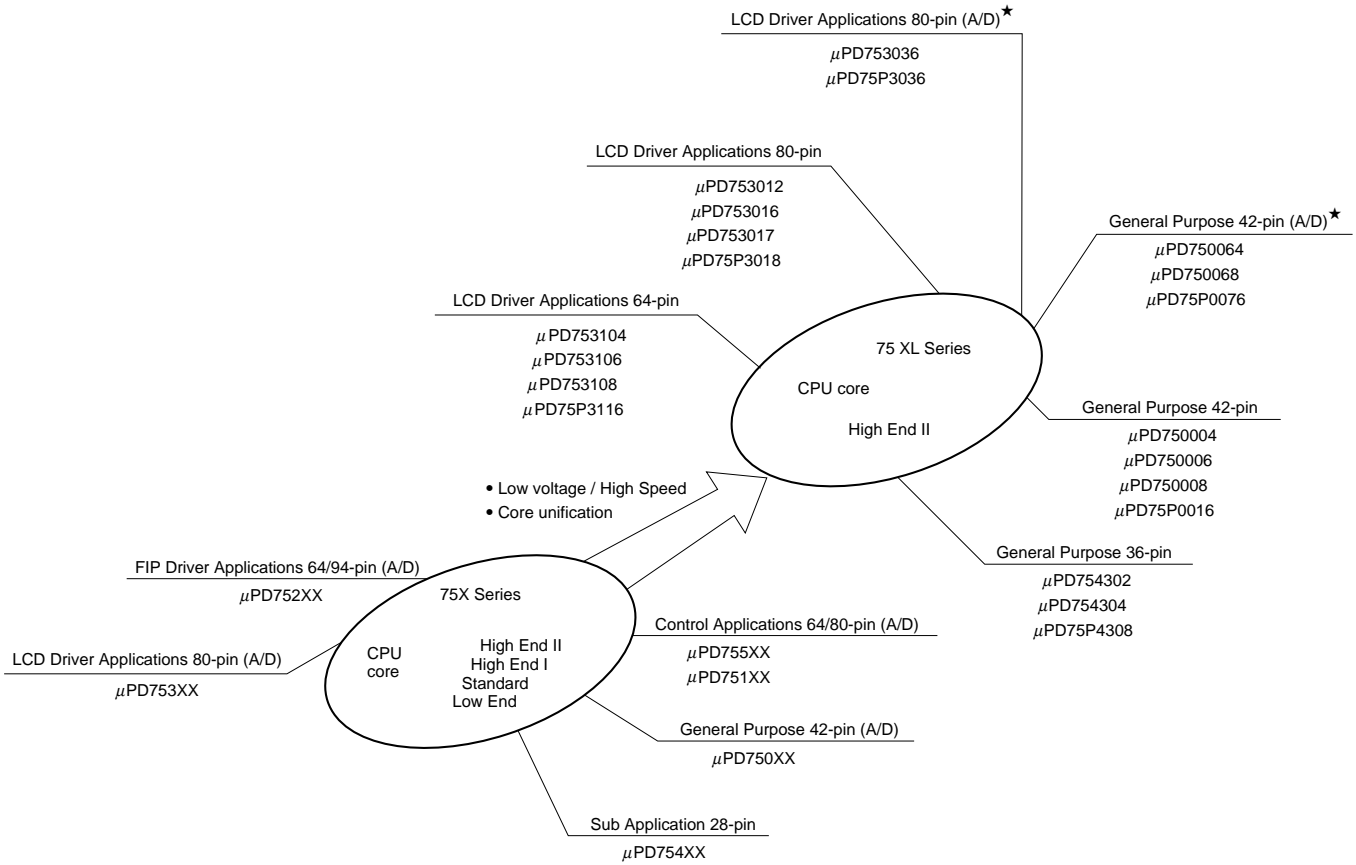 LCD Driver Applications 80-pin (A/D)★
μPD753036
μPD75P3036
LCD Driver Applications 80-pin
μPD753012
μPD753016
μPD753017
μPD75P3018
General Purpose 42-pin (A/D)★
μPD750064
μPD750068
μPD75P0076
LCD Driver Applications 64-pin
μPD753104
μPD753106
μPD753108
μPD75P3116
75 XL Series
CPU core
High End II
General Purpose 42-pin
μPD750004
μPD750006
μPD750008
μPD75P0016
• Low voltage / High Speed
• Core unification
General Purpose 36-pin
μPD754302
μPD754304
μPD75P4308
FIP Driver Applications 64/94-pin (A/D)
μPD752XX
75X Series
CPU
core
High End II
High End I
Standard
Low End
LCD Driver Applications 80-pin (A/D)
μPD753XX
Control Applications 64/80-pin (A/D)
μPD755XX
μPD751XX
General Purpose 42-pin (A/D)
μPD750XX
Sub Application 28-pin
μPD754XX